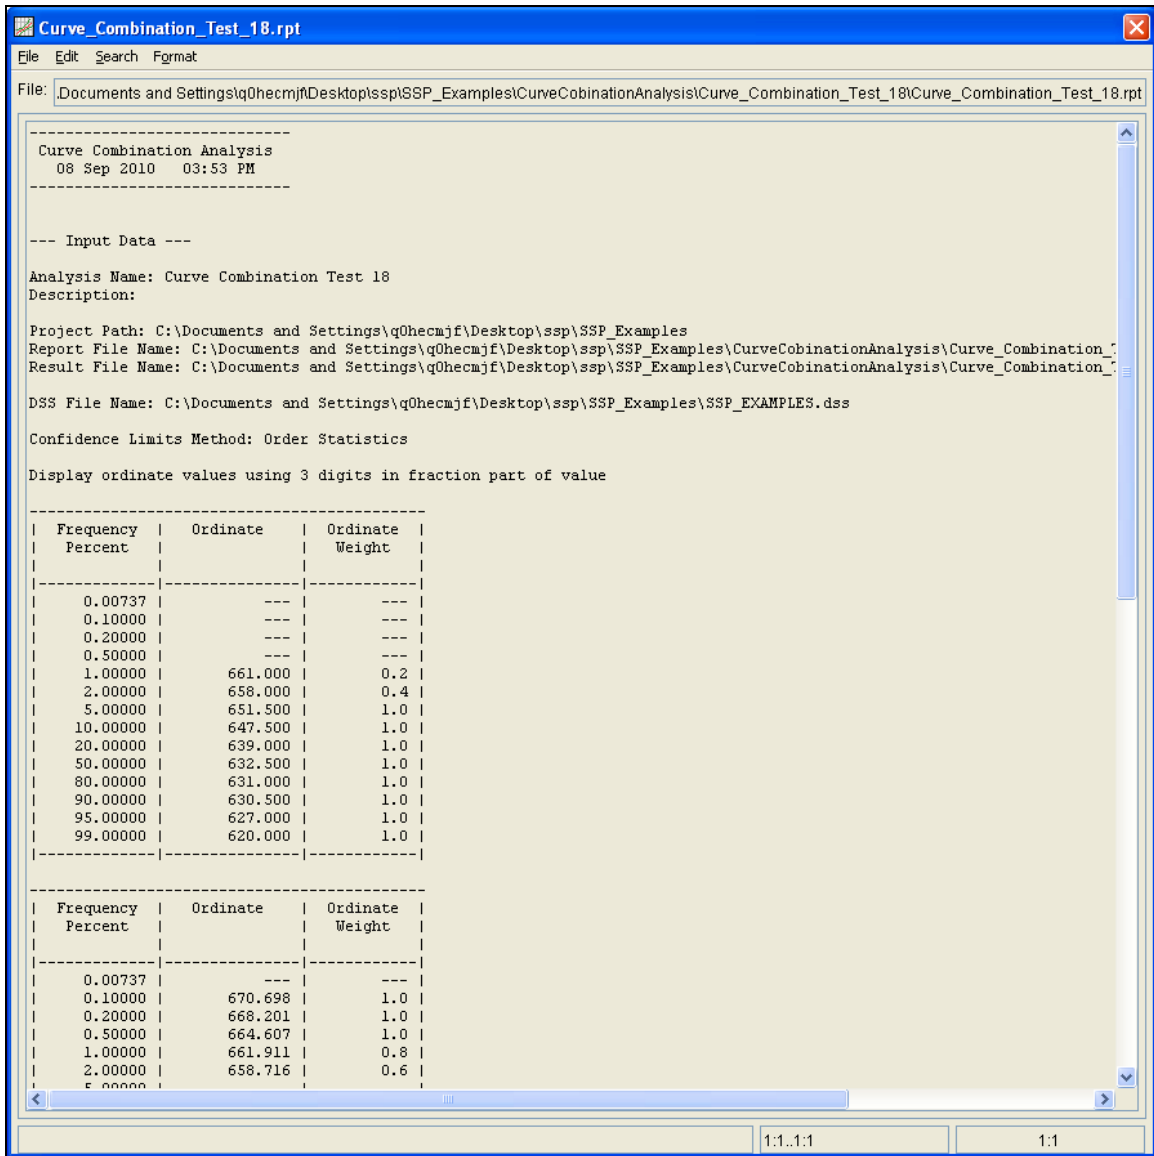 Curve_Combination_Test_18.rpt
File Edit Search Format
File: .Documents and Settings\q0hecmjf\Desktop\ssp\SSP_Examples\CurveCobinationAnalysis\Curve_Combination_Test_18\Curve_Combination_Test_18.rpt
-----------------------------
Curve Combination Analysis
08 Sep 2010   03:53 PM
-----------------------------
--- Input Data ---
Analysis Name: Curve Combination Test 18
Description:
Project Path: C:\Documents and Settings\q0hecmjf\Desktop\ssp\SSP_Examples
Report File Name: C:\Documents and Settings\q0hecmjf\Desktop\ssp\SSP_Examples\CurveCobinationAnalysis\Curve_Combination_
Result File Name: C:\Documents and Settings\q0hecmjf\Desktop\ssp\SSP_Examples\CurveCobinationAnalysis\Curve_Combination_
DSS File Name: C:\Documents and Settings\q0hecmjf\Desktop\ssp\SSP_Examples\SSP_EXAMPLES.dss
Confidence Limits Method: Order Statistics
Display ordinate values using 3 digits in fraction part of value
--------------------------------------------
|  Frequency  |   Ordinate    |  Ordinate  |
|   Percent   |               |   Weight   |
|             |               |            |
|-------------|---------------|------------|
|     0.00737 |           --- |        --- |
|     0.10000 |           --- |        --- |
|     0.20000 |           --- |        --- |
|     0.50000 |           --- |        --- |
|     1.00000 |       661.000 |        0.2 |
|     2.00000 |       658.000 |        0.4 |
|     5.00000 |       651.500 |        1.0 |
|    10.00000 |       647.500 |        1.0 |
|    20.00000 |       639.000 |        1.0 |
|    50.00000 |       632.500 |        1.0 |
|    80.00000 |       631.000 |        1.0 |
|    90.00000 |       630.500 |        1.0 |
|    95.00000 |       627.000 |        1.0 |
|    99.00000 |       620.000 |        1.0 |
|-------------|---------------|------------|
--------------------------------------------
|  Frequency  |   Ordinate    |  Ordinate  |
|   Percent   |               |   Weight   |
|             |               |            |
|-------------|---------------|------------|
|     0.00737 |           --- |        --- |
|     0.10000 |       670.698 |        1.0 |
|     0.20000 |       668.201 |        1.0 |
|     0.50000 |       664.607 |        1.0 |
|     1.00000 |       661.911 |        0.8 |
|     2.00000 |       658.716 |        0.6 |
1:1..1:1
1:1